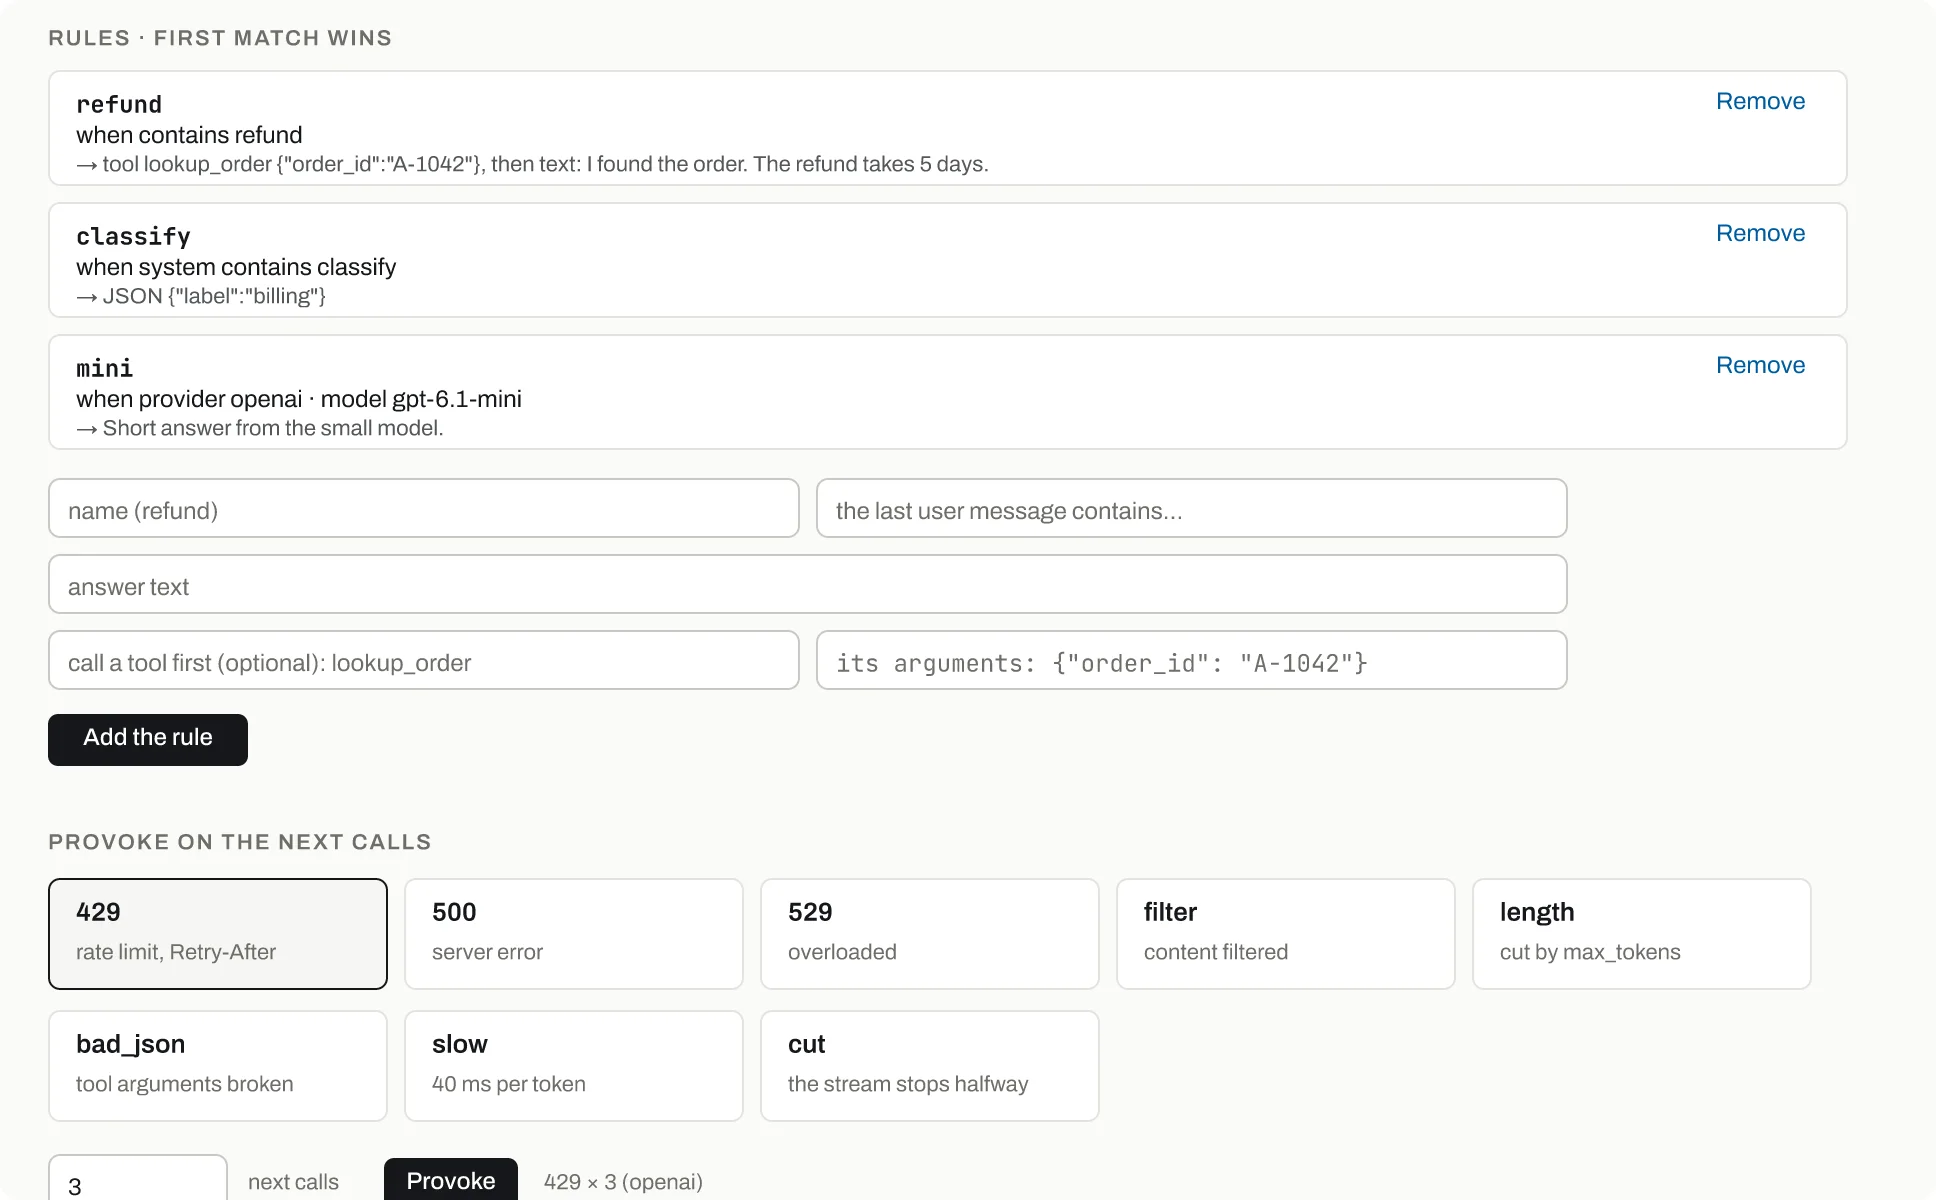 RULES · FIRST MATCH WINS
refund
Remove
when contains refund
→ tool lookup_order {"order_id":"A-1042"}, then text: I found the order. The refund takes 5 days.
classify
Remove
when system contains classify
→ JSON {"label":"billing"}
mini
Remove
when provider openai · model gpt-6.1-mini
→ Short answer from the small model.
name (refund)
the last user message contains...
answer text
call a tool first (optional): lookup_order
its arguments: {"order_id": "A-1042"}
Add the rule
PROVOKE ON THE NEXT CALLS
429
rate limit, Retry-After
500
server error
529
overloaded
filter
content filtered
length
cut by max_tokens
bad_json
tool arguments broken
slow
40 ms per token
cut
the stream stops halfway
3
next calls
Provoke
429 × 3 (openai)